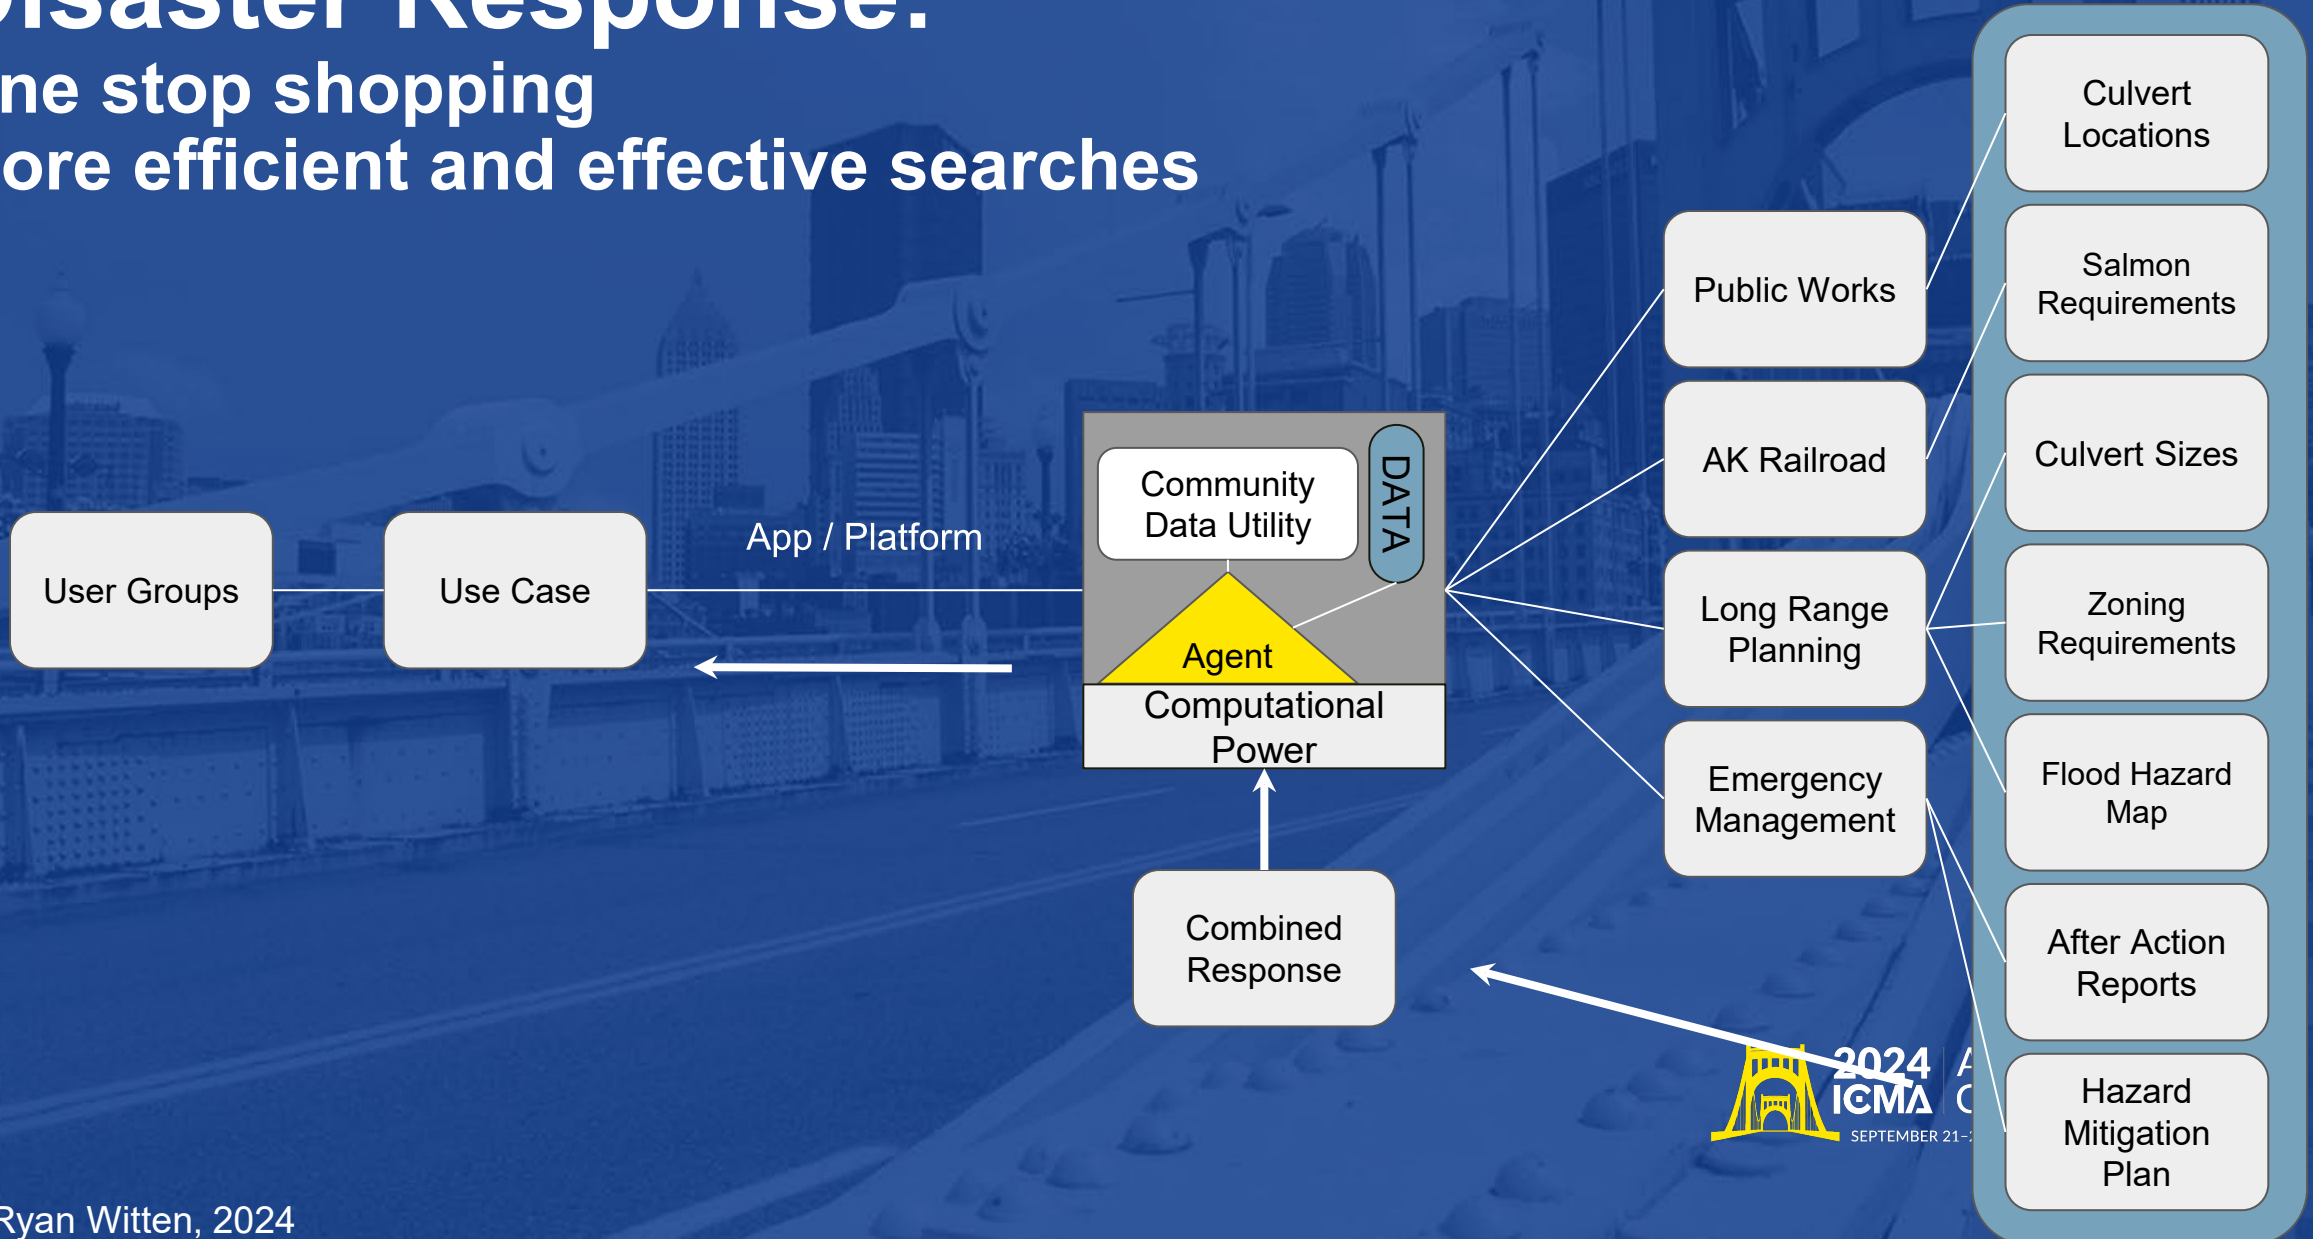 Disaster Response:
ne stop shopping
ore efficient and effective searches
User Groups
Use Case
App / Platform
Community
Data Utility
DATA
Agent
Computational
Power
Combined
Response
Public Works
AK Railroad
Long Range
Planning
Emergency
Management
Culvert
Locations
Salmon
Requirements
Culvert Sizes
Zoning
Requirements
Flood Hazard
Map
After Action
Reports
Hazard
Mitigation
Plan
2024
ICMA
SEPTEMBER 21-
Ryan Witten, 2024